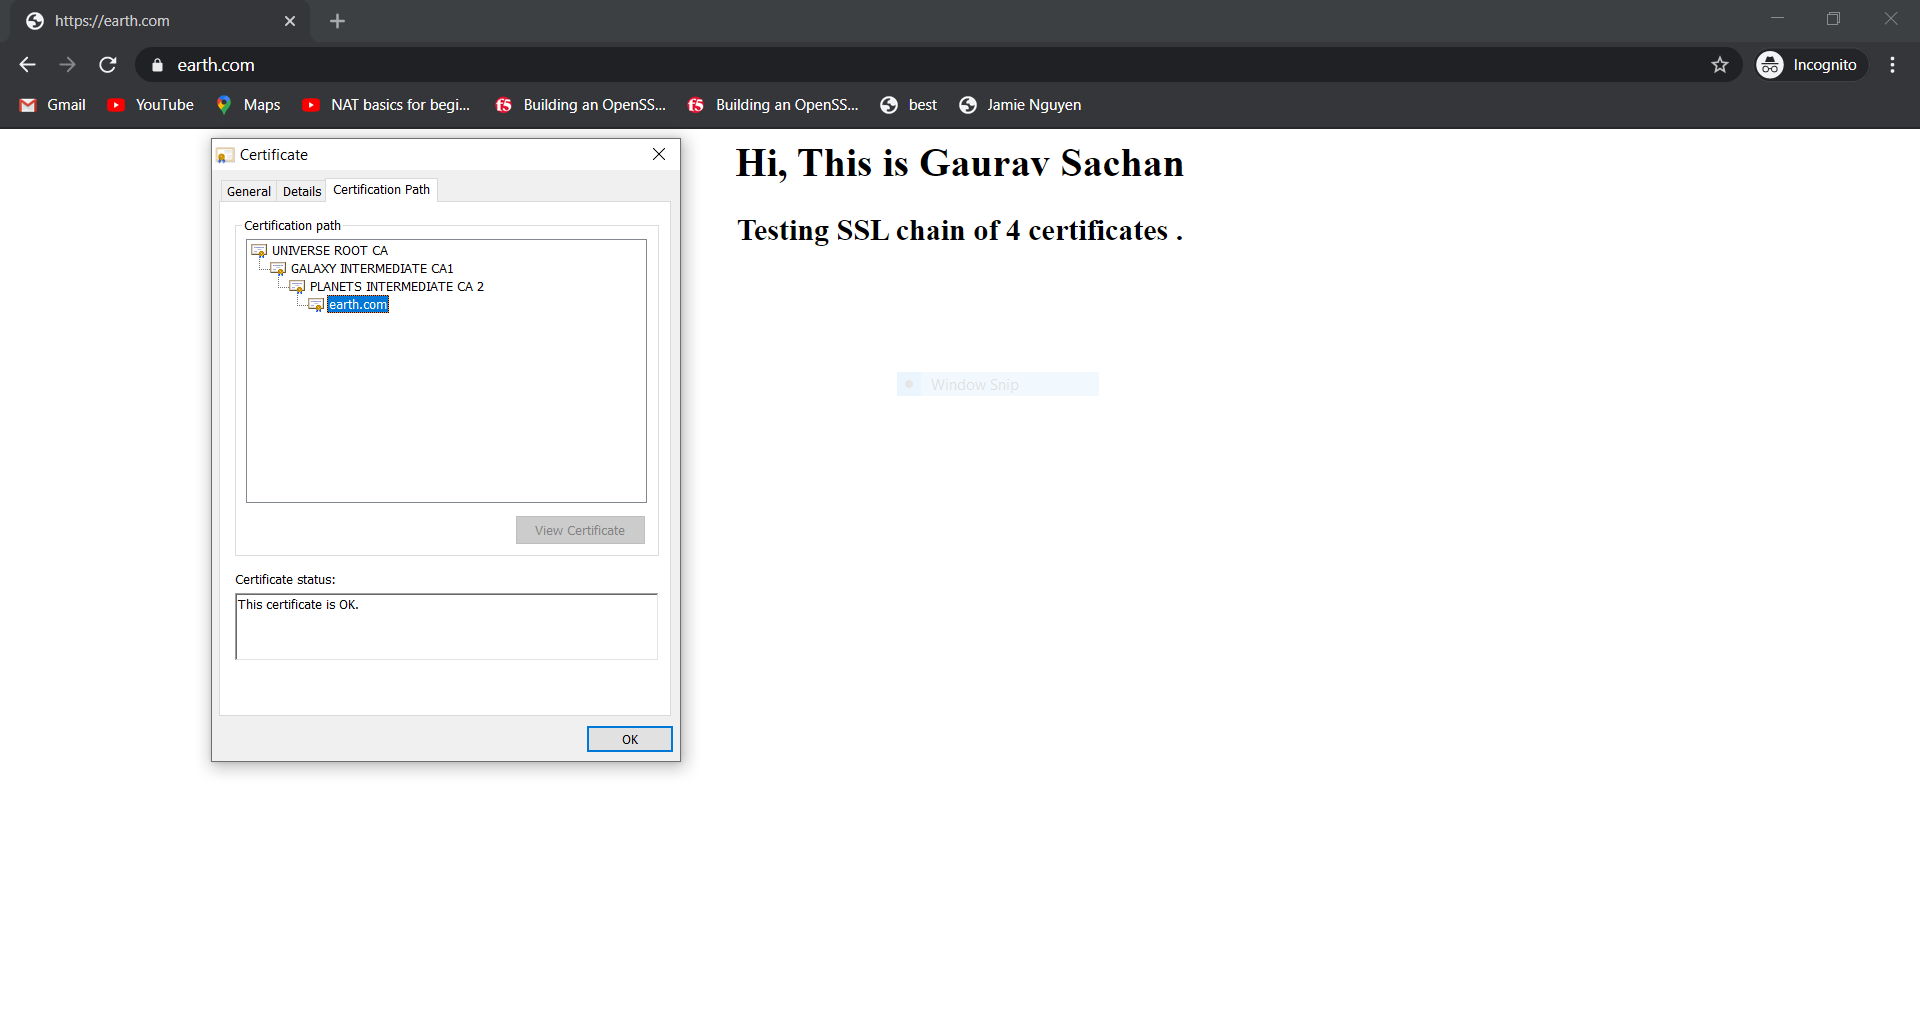 https://earth.com
earth.com
Incognito
Gmail
YouTube
Maps
NAT basics for begi...
Building an OpenSS...
Building an OpenSS...
best
Jamie Nguyen
Certificate
General
Details
Certification Path
Certification path
UNIVERSE ROOT CA
GALAXY INTERMEDIATE CA1
PLANETS INTERMEDIATE CA 2
earth.com
View Certificate
Certificate status:
This certificate is OK.
OK
Hi, This is Gaurav Sachan
Testing SSL chain of 4 certificates .
Window Snip